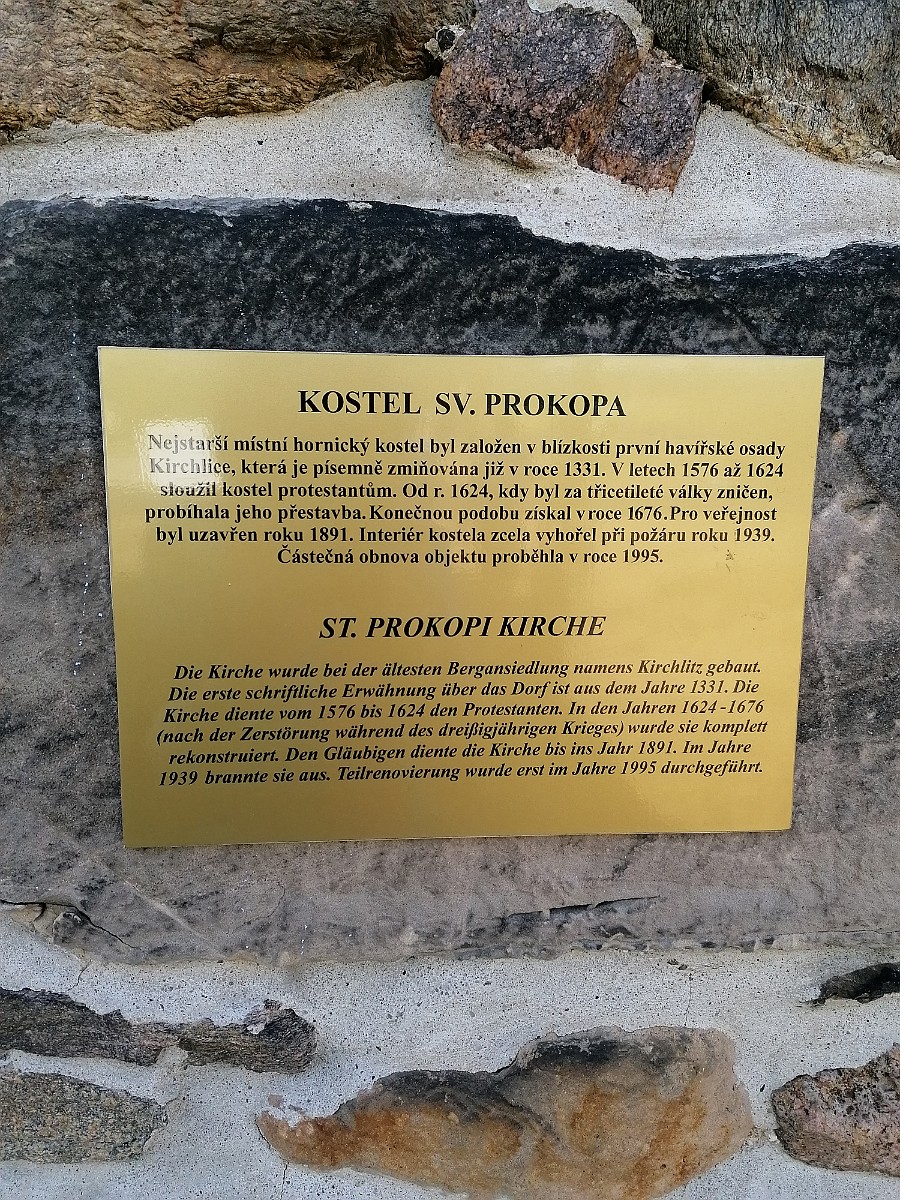 KOSTEL SV. PROKOPA
Nejstarší místní hornický kostel byl založen v blízkosti první havířské osady
Kirchlice, která je písemně zmiňována již v roce 1331. V letech 1576 až 1624
sloužil kostel protestantům. Od r. 1624, kdy byl za třicetileté války zničen,
probíhala jeho přestavba. Konečnou podobu získal v roce 1676. Pro veřejnost
byl uzavřen roku 1891. Interiér kostela zcela vyhořel při požáru roku 1939.
Částečná obnova objektu proběhla v roce 1995.
ST. PROKOPI KIRCHE
Die Kirche wurde bei der ältesten Bergansiedlung namens Kirchlitz gebaut.
Die erste schriftliche Erwähnung über das Dorf ist aus dem Jahre 1331. Die
Kirche diente vom 1576 bis 1624 den Protestanten. In den Jahren 1624 -1676
(nach der Zerstörung während des dreißigjährigen Krieges) wurde sie komplett
rekonstruiert. Den Gläubigen diente die Kirche bis ins Jahr 1891. Im Jahre
1939 brannte sie aus. Teilrenovierung wurde erst im Jahre 1995 durchgeführt.